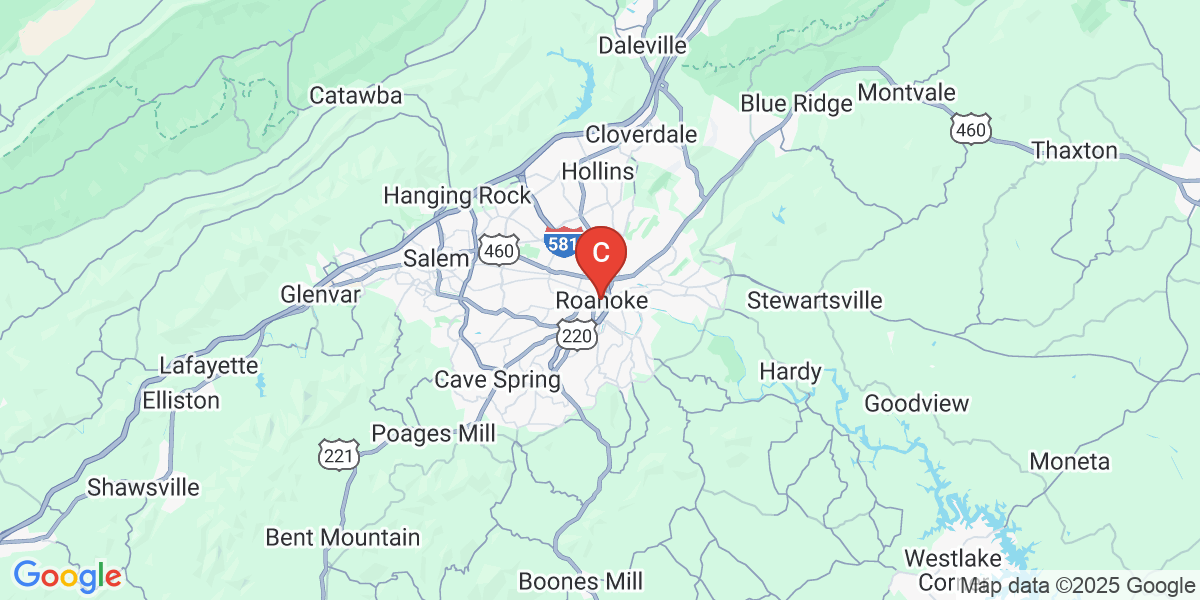 Daleville
Catawba
Blue Ridge
Montvale
460
Cloverdale
Thaxton
Hollins
Hanging Rock
581
C
460
Salem
Glenvar
Roanoke
Stewartsville
220
Lafayette
Cave Spring
Hardy
Elliston
Goodview
Poages Mill
221
Moneta
Shawsville
Bent Mountain
Westlake
Corner
Boones Mill
Google
Map data ©2025 Google